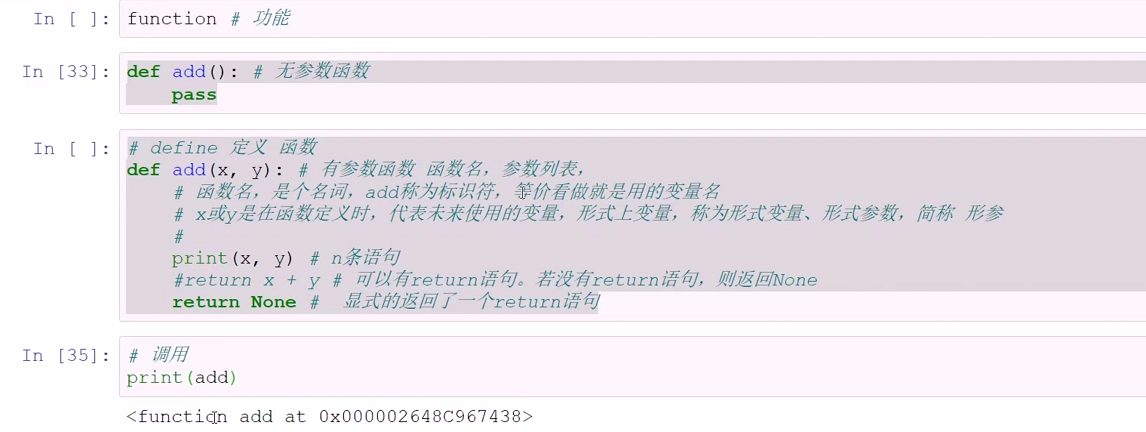 In [ ]: function # 功能
In [33]: def add(): # 无参数函数
pass
In [ ]: # define 定义 函数
def add(x, y): # 有参数函数 函数名，参数列表，
# 函数名，是个名词，add称为标识符，等价看做就是用的变量名
# x或y是在函数定义时，代表未来使用的变量，形式上变量，称为形式变量、形式参数，简称 形参
#
print(x, y) # n条语句
#return x + y # 可以有return语句。若没有return语句，则返回None
return None # 显式的返回了一个return语句
In [35]: # 调用
print(add)
<function add at 0x000002648C967438>